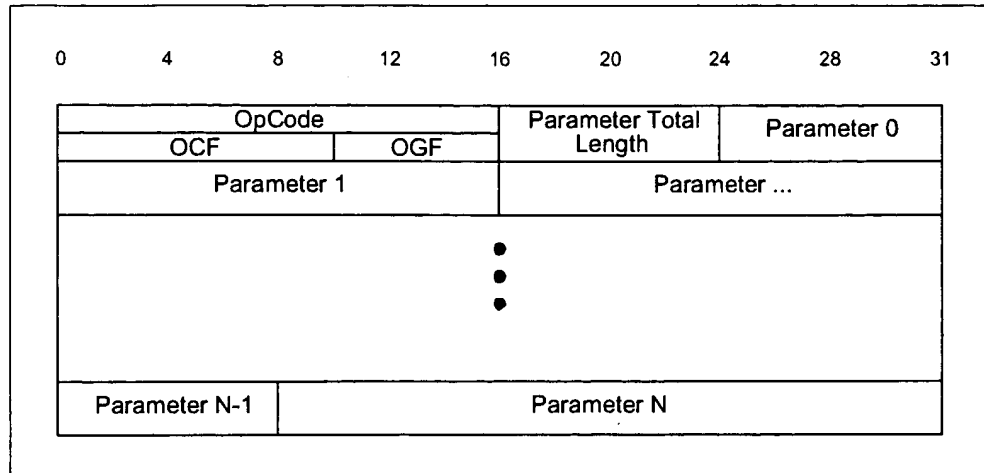 0 4 8 12 16 20 24 28 31
OpCode
OCF OGF
Parameter Total
Length
Parameter 0
Parameter 1 Parameter ...
Parameter N-1 Parameter N